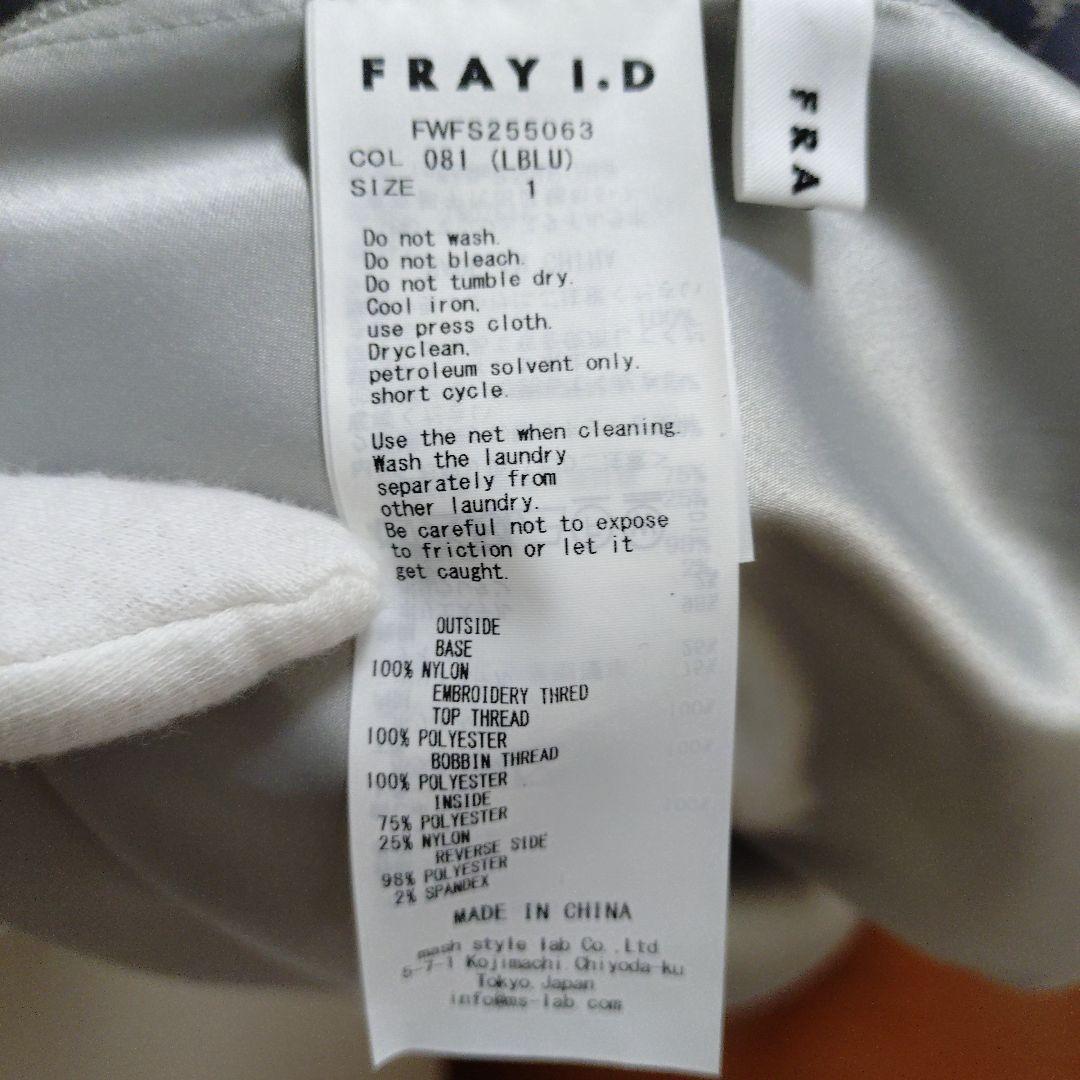 FRAY I.D
FWFS255063
COL 081 (LBLU)
SIZE 1
Do not wash.
Do not bleach.
Do not tumble dry.
Cool iron.
use press cloth.
Dryclean.
petroleum solvent only.
short cycle.
Use the net when cleaning.
Wash the laundry
separately from
other laundry.
Be careful not to expose
to friction or let it
get caught.
OUTSIDE
BASE
100% NYLON
EMBROIDERY THRED
TOP THREAD
100% POLYESTER
BOBBIN THREAD
100% POLYESTER
INSIDE
75% POLYESTER
25% NYLON
REVERSE SIDE
98% POLYESTER
2% SPANDEX
MADE IN CHINA
mash style lab Co.,Ltd.
5-7-1 Kojimachi Chiyoda-ku
Tokyo, Japan
info@ms-lab.com
FRA